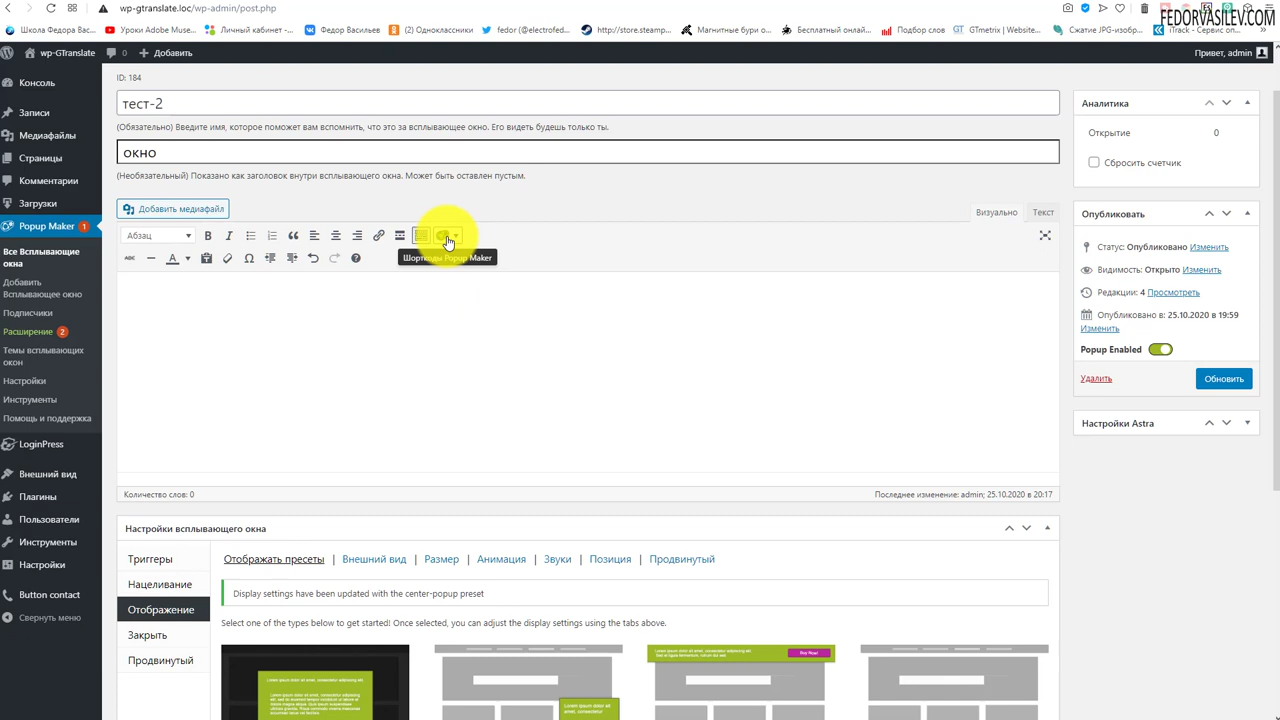 wp-gtranslate.loc/wp-admin/post.php
FEDORVASILEV.COM
Школа Федора Вас...
Уроки Adobe Muse...
Личный кабинет -...
Федор Васильев
(2) Одноклассники
fedor (@electrofed...
http://store.steamp...
Магнитные бури о...
Бесплатный онлай...
Подбор слов
GTmetrix | Website...
Сжатие JPG-изобр...
iTrack - Сервис оп...
wp-GTranslate
0
Добавить
Привет, admin
Консоль
Записи
Медиафайлы
Страницы
Комментарии
Загрузки
Popup Maker 1
Все Всплывающие
окна
Добавить
Всплывающее окно
Подписчики
Расширение 2
Темы всплывающих
окон
Настройки
Инструменты
Помощь и поддержка
LoginPress
Внешний вид
Плагины
Пользователи
Инструменты
Настройки
Button contact
Свернуть меню
ID: 184
тест-2
(Обязательно) Введите имя, которое поможет вам вспомнить, что это за всплывающее окно. Его видеть будешь только ты.
окно
(Необязательный) Показано как заголовок внутри всплывающего окна. Может быть оставлен пустым.
Добавить медиафайл
Визуально
Текст
Абзац
Шорткоды Popup Maker
Количество слов: 0
Последнее изменение: admin; 25.10.2020 в 20:17
Настройки всплывающего окна
Триггеры
Нацеливание
Отображение
Закрыть
Продвинутый
Отображать пресеты | Внешний вид | Размер | Анимация | Звуки | Позиция | Продвинутый
Display settings have been updated with the center-popup preset
Select one of the types below to get started! Once selected, you can adjust the display settings using the tabs above.
Аналитика
Открытие 0
Сбросить счетчик
Опубликовать
Статус: Опубликовано Изменить
Видимость: Открыто Изменить
Редакции: 4 Просмотреть
Опубликовано в: 25.10.2020 в 19:59
Изменить
Popup Enabled
Удалить
Обновить
Настройки Astra